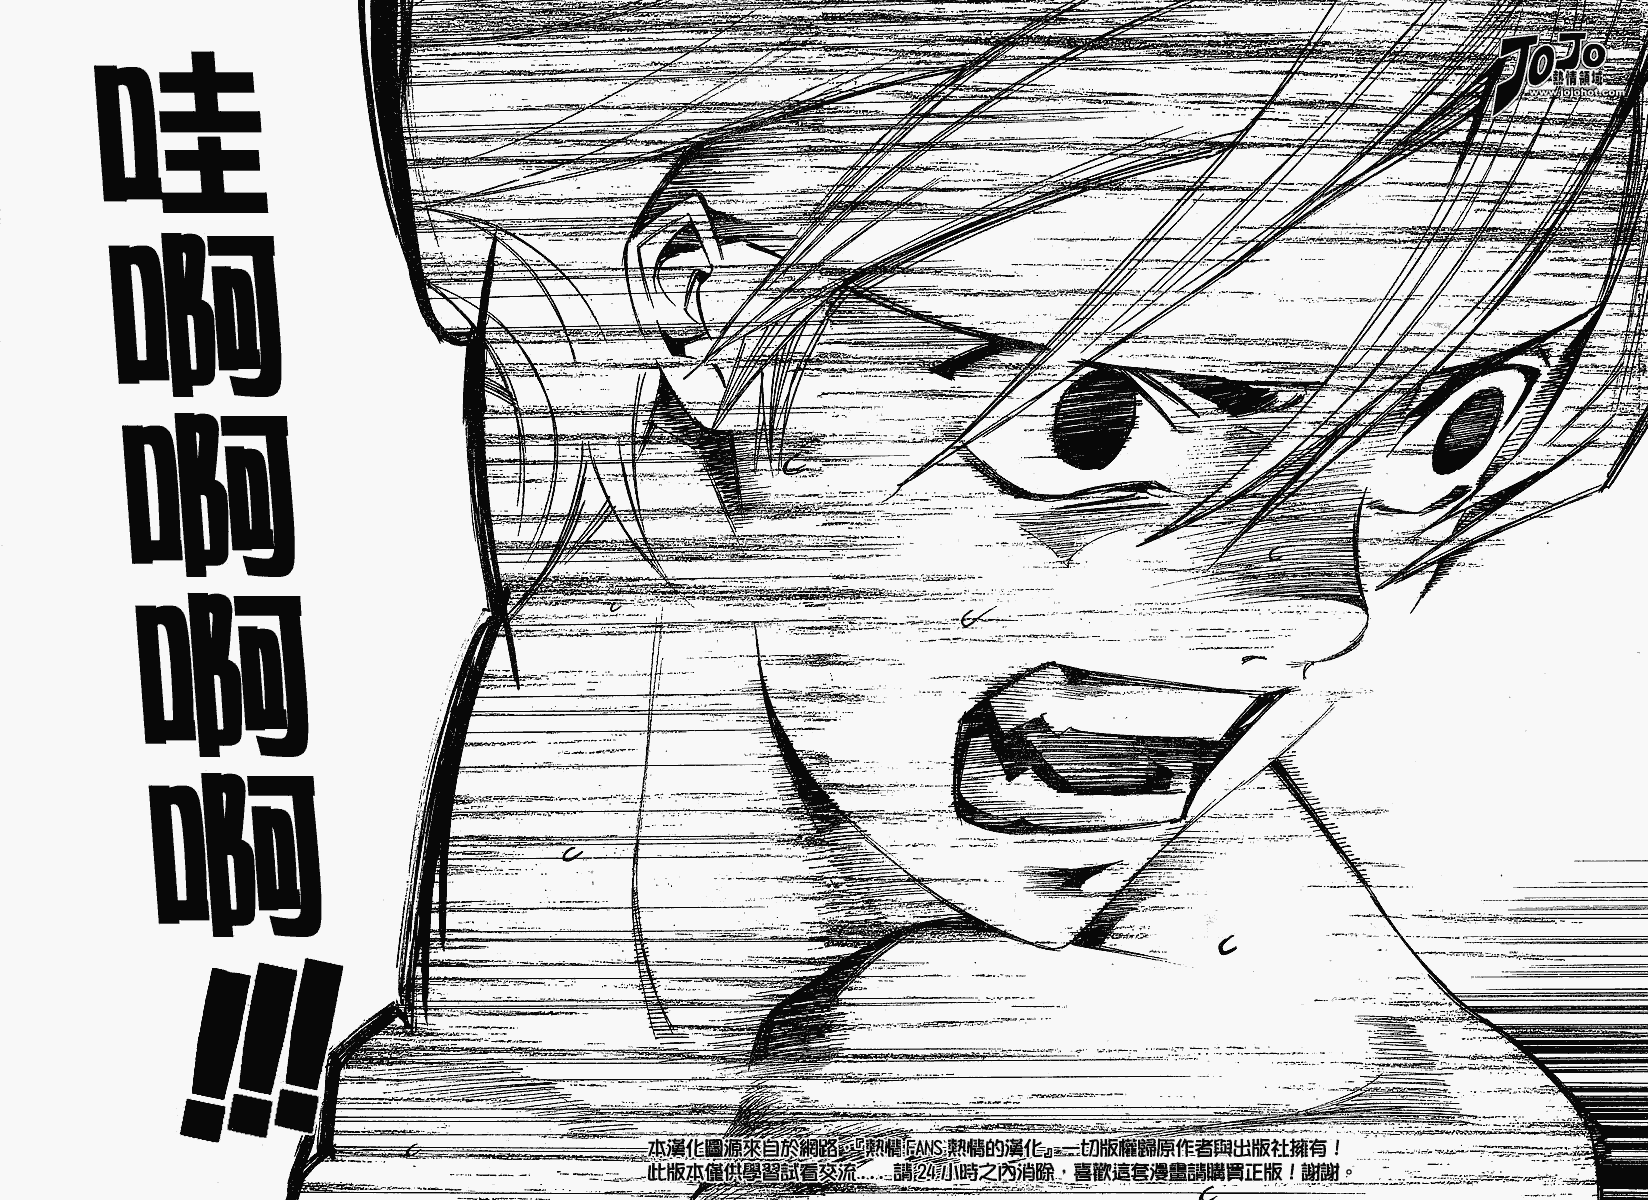 哇啊啊啊啊!!!
JOJO
熱情領域
www.jojohot.com
本漢化圖源來自於網路,『熱情FANS·熱情的漢化』一切版權歸原作者與出版社擁有!
此版本僅供學習試看交流....請24小時之內消除,喜歡這套漫畫請購買正版!謝謝。